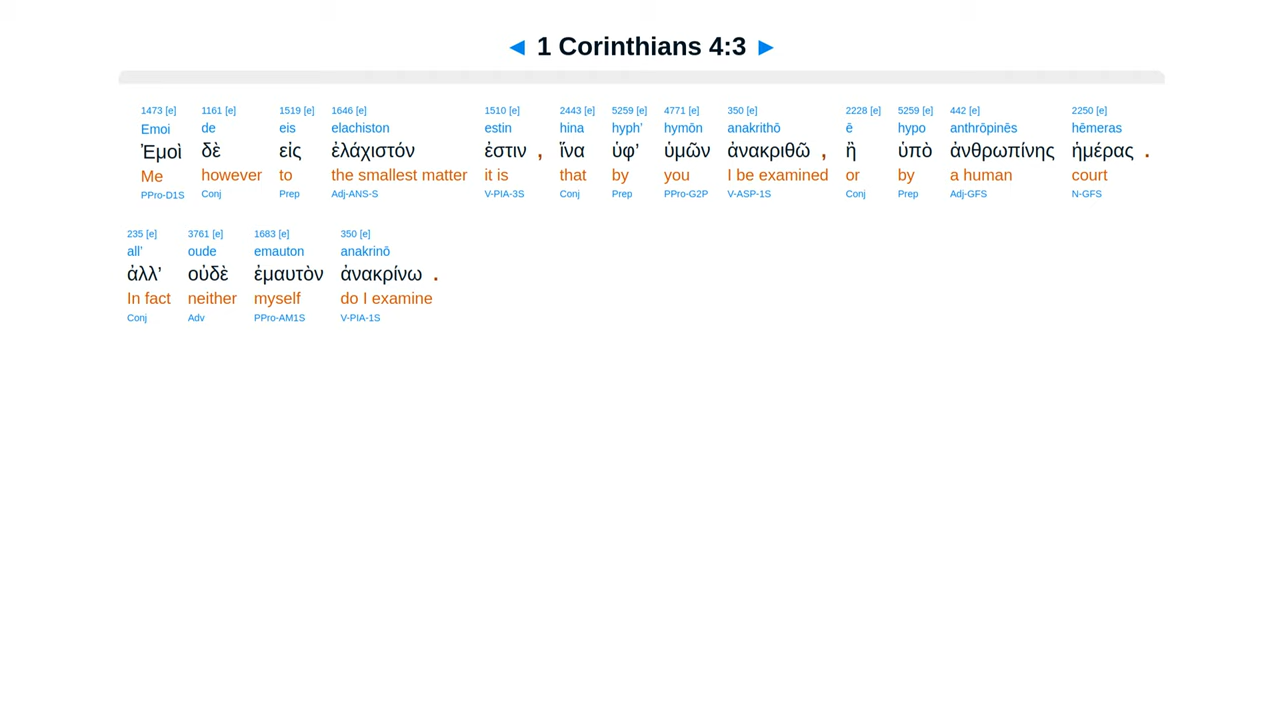 ◄ 1 Corinthians 4:3 ►
1473 [e] 1161 [e] 1519 [e] 1646 [e] 1510 [e] 2443 [e] 5259 [e] 4771 [e] 350 [e] 2228 [e] 5259 [e] 442 [e] 2250 [e]
Emoi de eis elachiston estin hina hyph’ hymōn anakrithō ē hypo anthrōpinēs hēmeras
Ἐμοὶ δὲ εἰς ἐλάχιστόν ἐστιν , ἵνα ὑφ’ ὑμῶν ἀνακριθῶ , ἢ ὑπὸ ἀνθρωπίνης ἡμέρας .
Me however to the smallest matter it is that by you I be examined or by a human court
PPro-D1S Conj Prep Adj-ANS-S V-PIA-3S Conj Prep PPro-G2P V-ASP-1S Conj Prep Adj-GFS N-GFS
235 [e] 3761 [e] 1683 [e] 350 [e]
all’ oude emauton anakrinō
ἀλλ’ οὐδὲ ἐμαυτὸν ἀνακρίνω .
In fact neither myself do I examine
Conj Adv PPro-AM1S V-PIA-1S